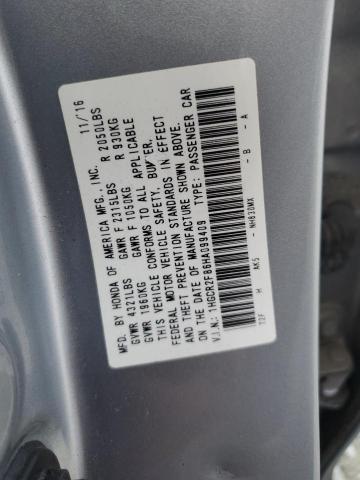 MFD. BY HONDA OF AMERICA MFG., INC. 11/16
GVWR 4321LBS GAWR F 2315LBS R 2050LBS
GVWR 1960KG GAWR F 1050KG R 930KG
THIS VEHICLE CONFORMS TO ALL APPLICABLE
FEDERAL MOTOR VEHICLE SAFETY, BUMPER,
AND THEFT PREVENTION STANDARDS IN EFFECT
ON THE DATE OF MANUFACTURE SHOWN ABOVE.
V.I.N.: 1HGCR2F86HA099409 TYPE: PASSENGER CAR
T2F H AK5 NH830MX - B - A